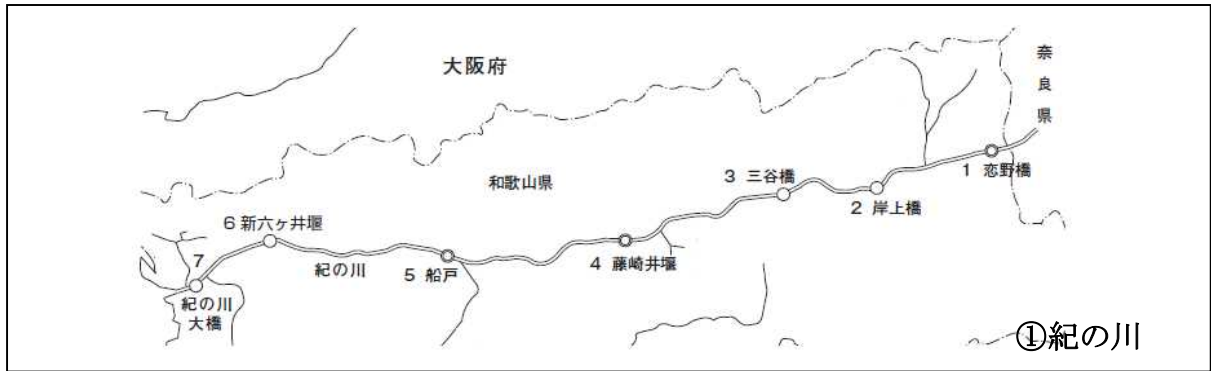 大阪府
奈良県
和歌山県
1 恋野橋
2 岸上橋
3 三谷橋
4 藤崎井堰
5 船戸
紀の川
6 新六ヶ井堰
7
紀の川
大橋
①紀の川